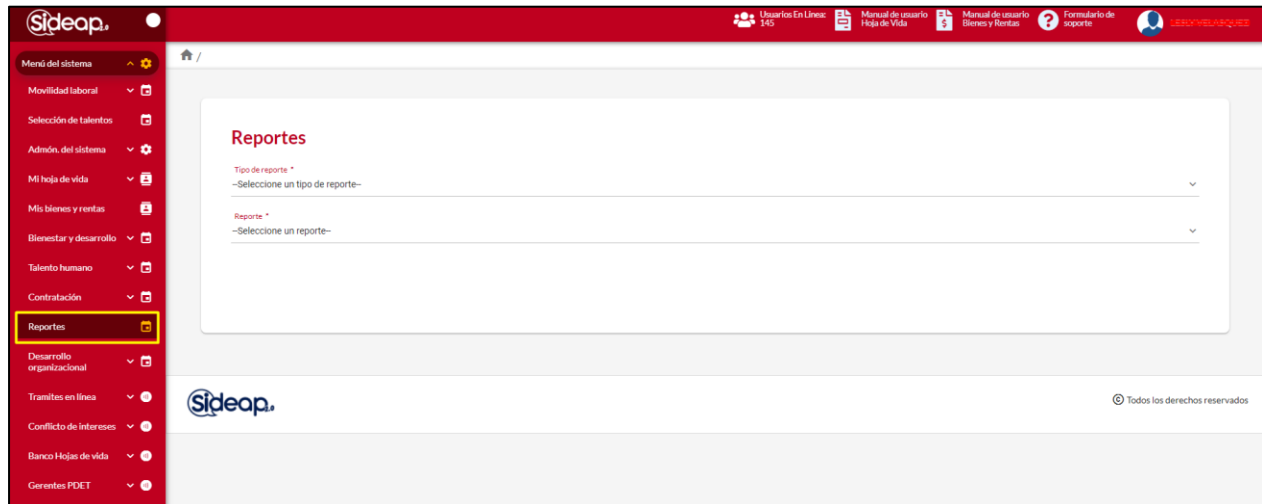 Sideap.
Usuarios En Linea:
145
Manual de usuario
Hoja de Vida
Manual de usuario
Bienes y Rentas
Formulario de
soporte
Menú del sistema
/
Movilidad laboral
Selección de talentos
Admón. del sistema
Mi hoja de vida
Mis bienes y rentas
Bienestar y desarrollo
Talento humano
Contratación
Reportes
Desarrollo
organizacional
Tramites en línea
Conflicto de intereses
Banco Hojas de vida
Gerentes PDET
Reportes
Tipo de reporte *
--Seleccione un tipo de reporte--
Reporte *
--Seleccione un reporte--
Sideap.
© Todos los derechos reservados